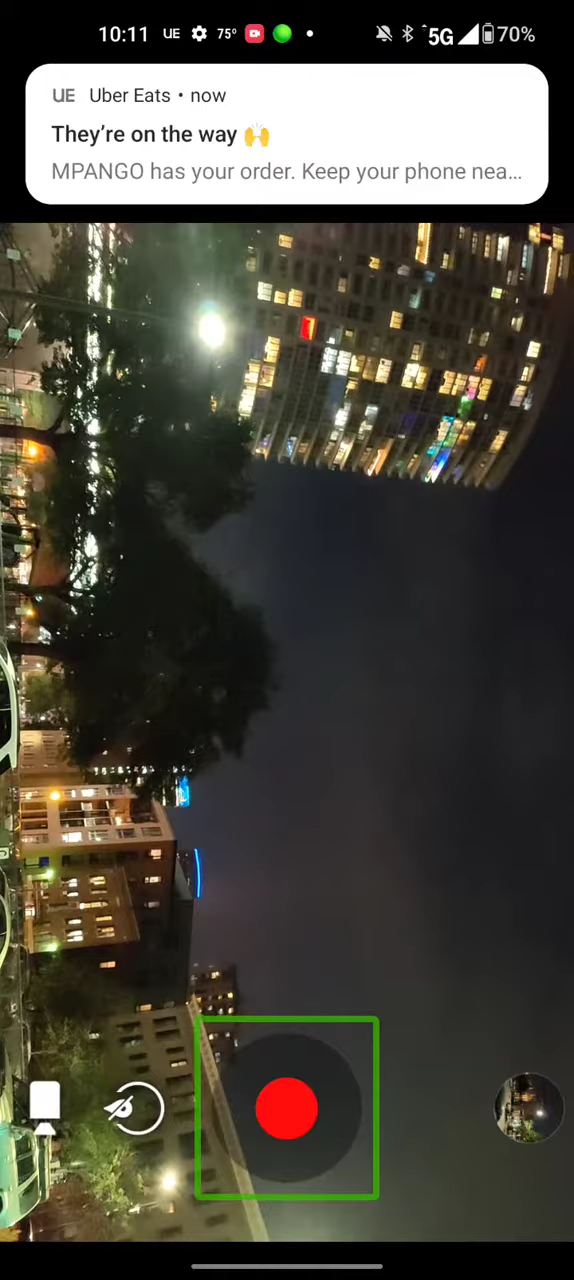 10:11 UE 75° 5G 70%
UE Uber Eats • now
They're on the way 🙌
MPANGO has your order. Keep your phone nea...